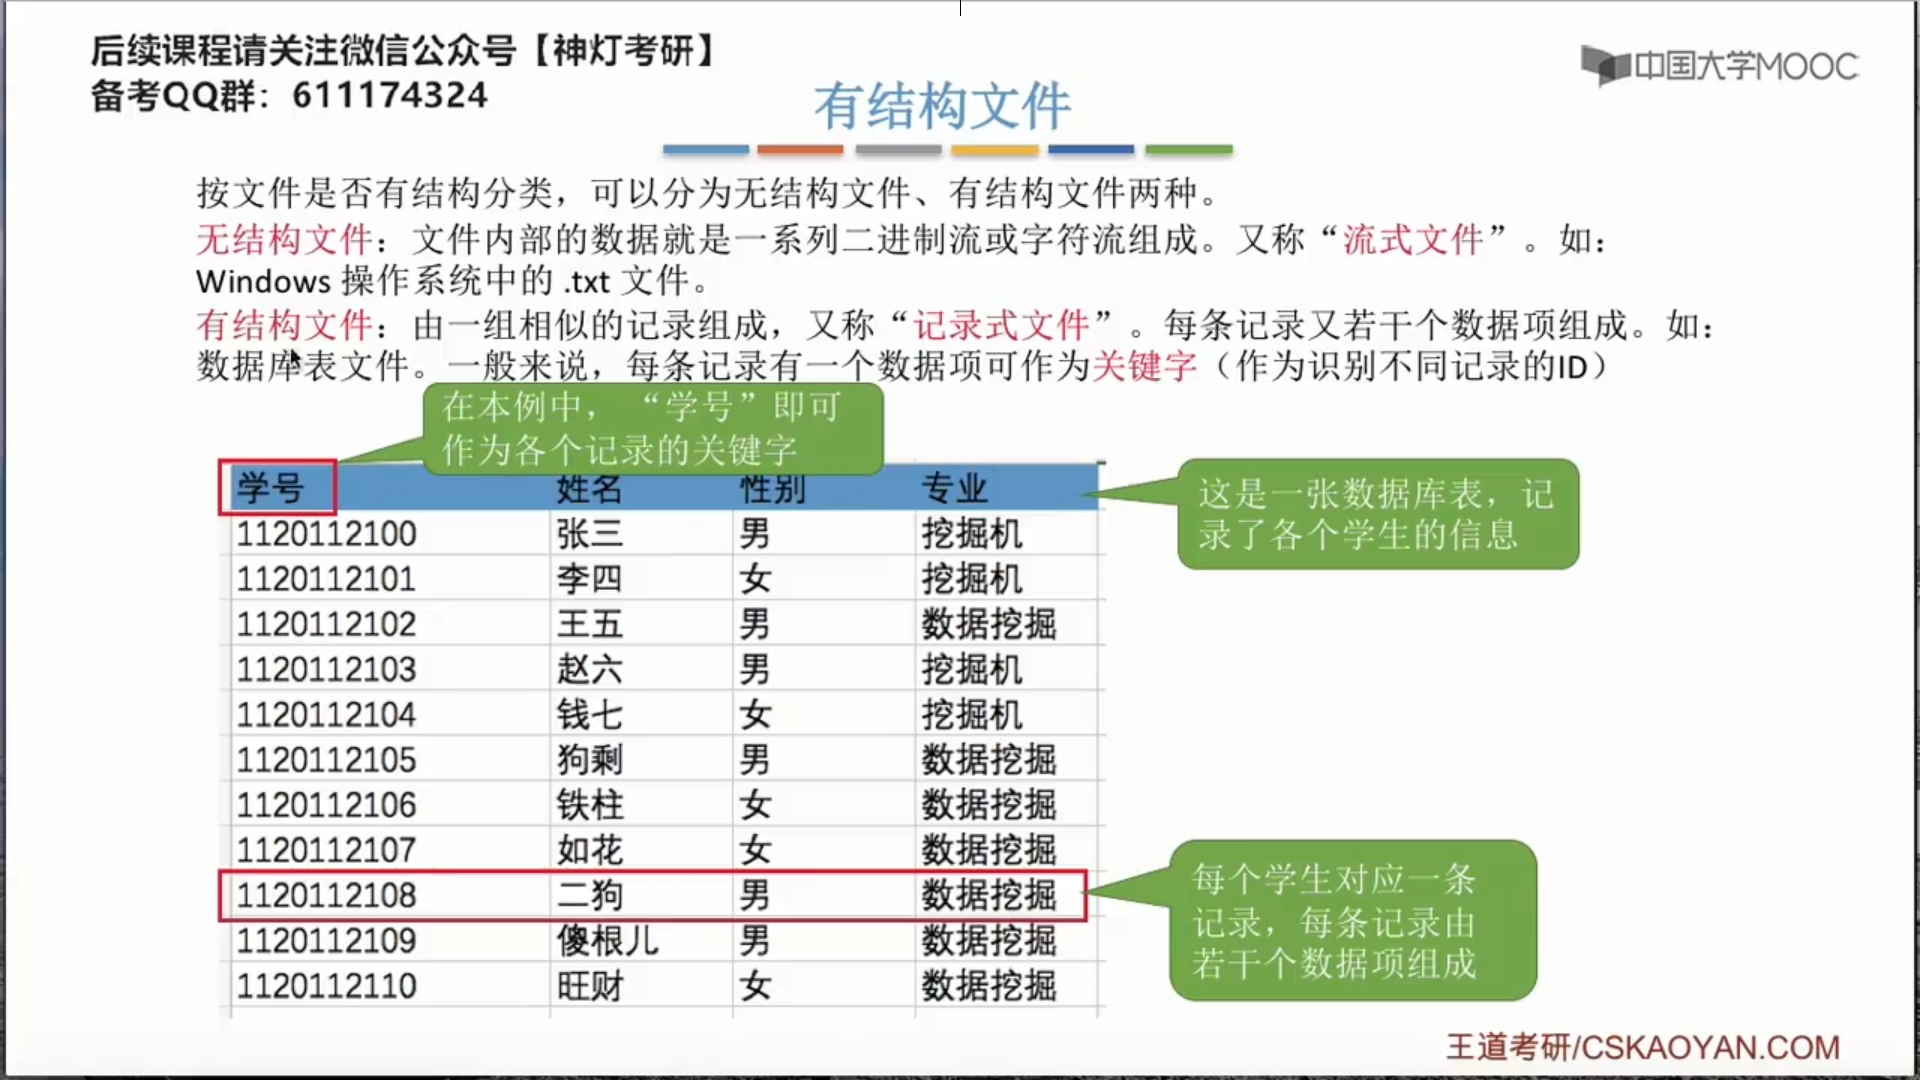 后续课程请关注微信公众号【神灯考研】
备考QQ群：611174324
中国大学MOOC
有结构文件
按文件是否有结构分类，可以分为无结构文件、有结构文件两种。
无结构文件：文件内部的数据就是一系列二进制流或字符流组成。又称“流式文件”。如：
Windows 操作系统中的 .txt 文件。
有结构文件：由一组相似的记录组成，又称“记录式文件”。每条记录又若干个数据项组成。如：
数据库表文件。一般来说，每条记录有一个数据项可作为关键字（作为识别不同记录的ID）
在本例中，“学号”即可
作为各个记录的关键字
学号 姓名 性别 专业
1120112100 张三 男 挖掘机
1120112101 李四 女 挖掘机
1120112102 王五 男 数据挖掘
1120112103 赵六 男 挖掘机
1120112104 钱七 女 挖掘机
1120112105 狗剩 男 数据挖掘
1120112106 铁柱 女 数据挖掘
1120112107 如花 女 数据挖掘
1120112108 二狗 男 数据挖掘
1120112109 傻根儿 男 数据挖掘
1120112110 旺财 女 数据挖掘
这是一张数据库表，记
录了各个学生的信息
每个学生对应一条
记录，每条记录由
若干个数据项组成
王道考研/CSKAOYAN.COM